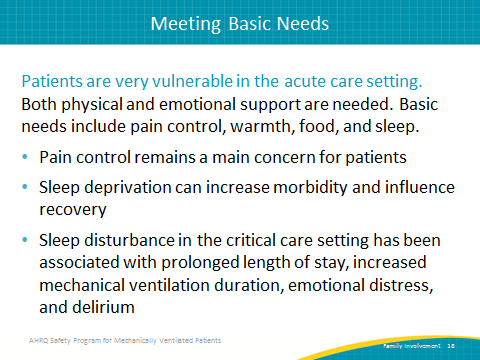 Meeting Basic Needs
Patients are very vulnerable in the acute care setting.
Both physical and emotional support are needed. Basic
needs include pain control, warmth, food, and sleep.
• Pain control remains a main concern for patients
• Sleep deprivation can increase morbidity and influence
recovery
• Sleep disturbance in the critical care setting has been
associated with prolonged length of stay, increased
mechanical ventilation duration, emotional distress,
and delirium
AHRQ Safety Program for Mechanically Ventilated Patients
Family Involvement 18